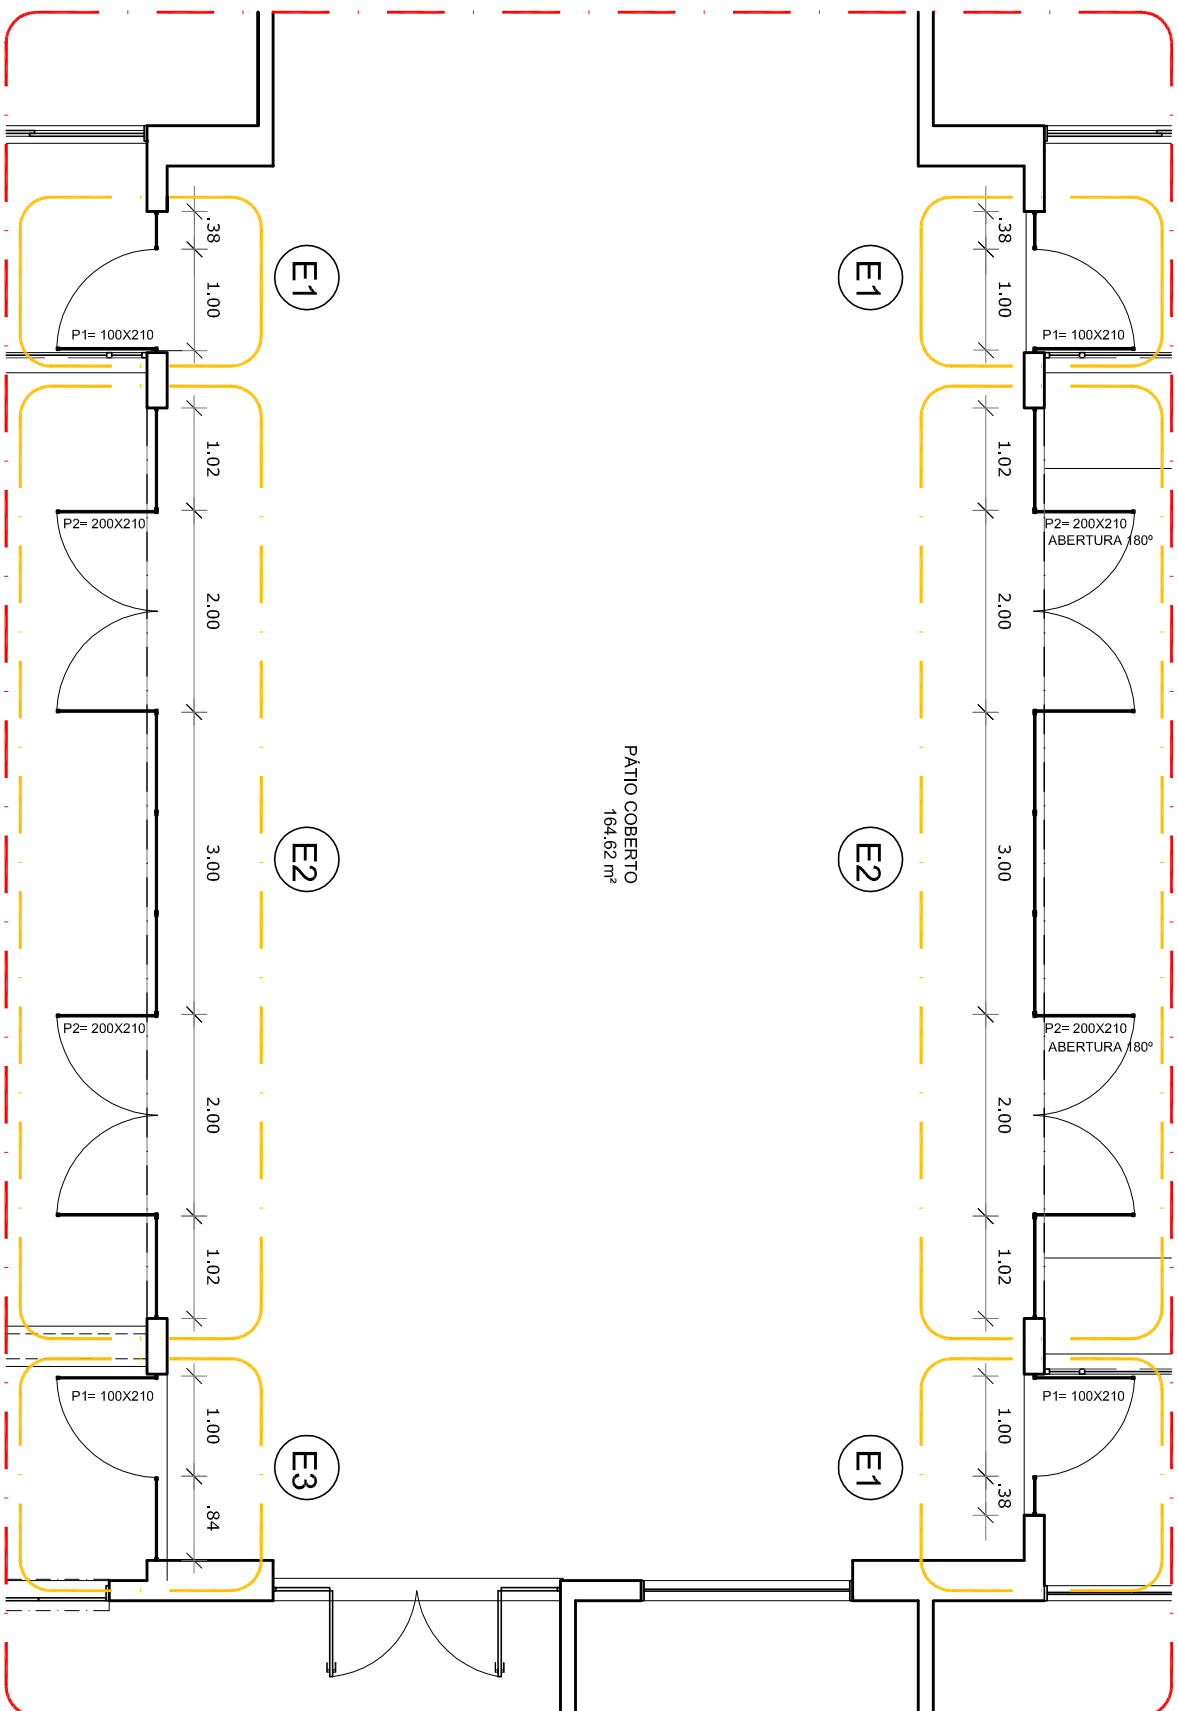 .38
.38
E1
E1
1.00
1.00
P1= 100X210
P1= 100X210
1.02
1.02
P2= 200X210
P2= 200X210
ABERTURA 180º
2.00
2.00
PÁTIO COBERTO
164.62 m²
E2
E2
3.00
3.00
P2= 200X210
P2= 200X210
ABERTURA 180º
2.00
2.00
1.02
1.02
P1= 100X210
P1= 100X210
1.00
1.00
E3
E1
.84
.38